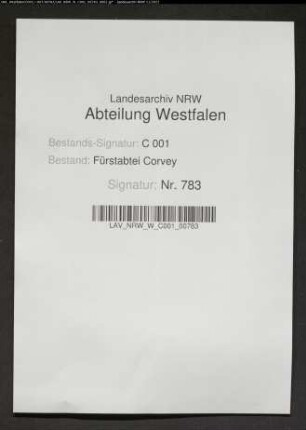 Landesarchiv NRW
Abteilung Westfalen
Bestands-Signatur: C 001
Bestand: Fürstabtei Corvey
Signatur: Nr. 783
LAV_NRW_W_C001_00783